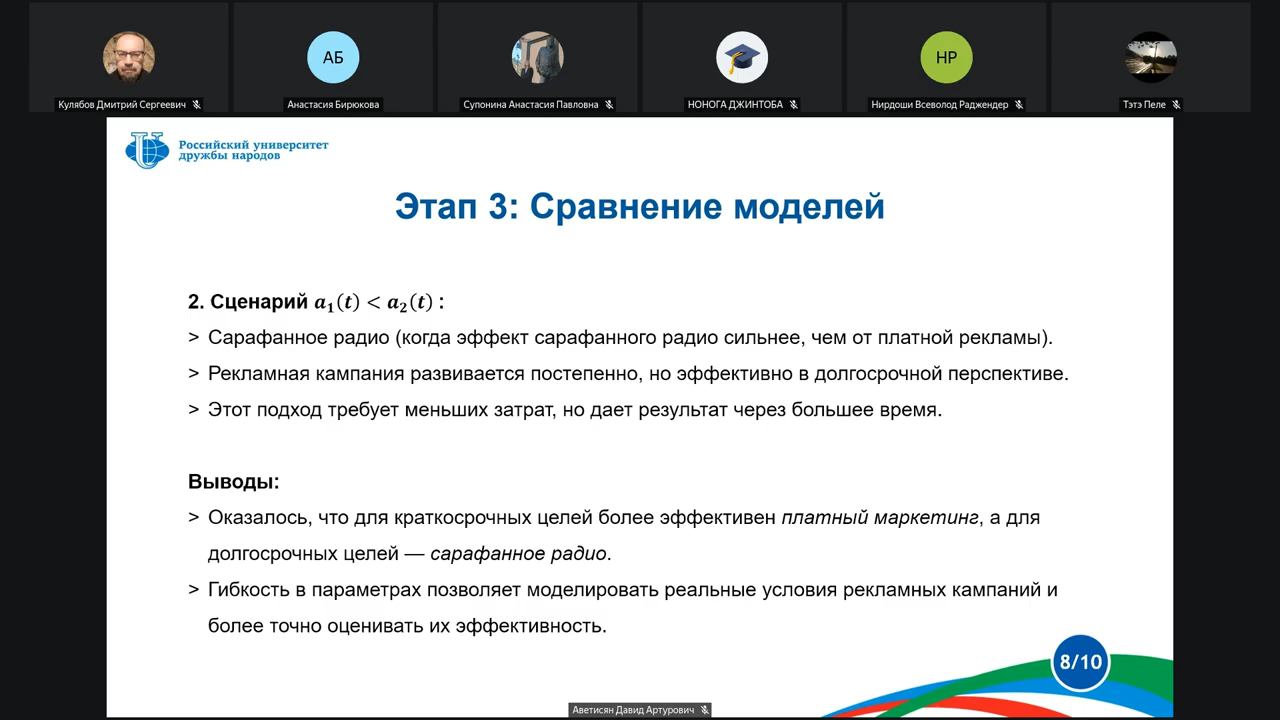 Кулябов Дмитрий Сергеевич
АБ
Анастасия Бирюкова
Супонина Анастасия Павловна
НОНОГА ДЖИНТОБА
НР
Нирдоши Всеволод Раджендер
Тэтэ Пеле
Российский университет
дружбы народов
Этап 3: Сравнение моделей
2. Сценарий a₁(t) < a₂(t) :
> Сарафанное радио (когда эффект сарафанного радио сильнее, чем от платной рекламы).
> Рекламная кампания развивается постепенно, но эффективно в долгосрочной перспективе.
> Этот подход требует меньших затрат, но дает результат через большее время.
Выводы:
> Оказалось, что для краткосрочных целей более эффективен платный маркетинг, а для
долгосрочных целей — сарафанное радио.
> Гибкость в параметрах позволяет моделировать реальные условия рекламных кампаний и
более точно оценивать их эффективность.
8/10
Аветисян Давид Артурович